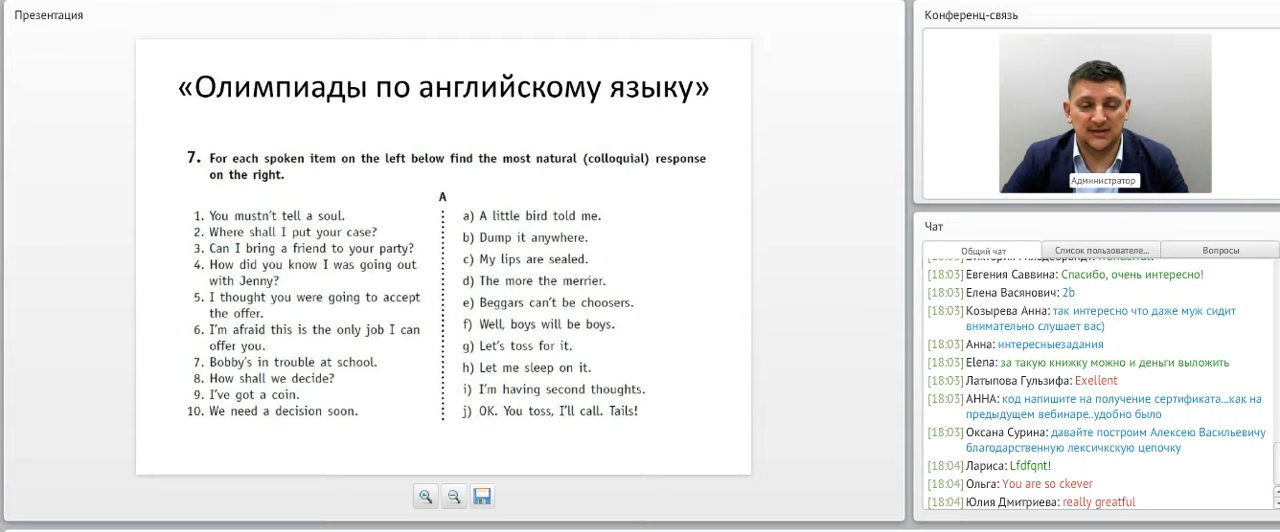 Презентация
«Олимпиады по английскому языку»
7. For each spoken item on the left below find the most natural (colloquial) response
on the right.
A
1. You mustn't tell a soul.
2. Where shall I put your case?
3. Can I bring a friend to your party?
4. How did you know I was going out
with Jenny?
5. I thought you were going to accept
the offer.
6. I'm afraid this is the only job I can
offer you.
7. Bobby's in trouble at school.
8. How shall we decide?
9. I've got a coin.
10. We need a decision soon.
a) A little bird told me.
b) Dump it anywhere.
c) My lips are sealed.
d) The more the merrier.
e) Beggars can't be choosers.
f) Well, boys will be boys.
g) Let's toss for it.
h) Let me sleep on it.
i) I'm having second thoughts.
j) OK. You toss, I'll call. Tails!
Конференц-связь
Администратор
Чат
Общий чат
Список пользователе...
Вопросы
[18:03] Евгения Саввина: Спасибо, очень интересно!
[18:03] Елена Васянович: 2b
[18:03] Козырева Анна: так интересно что даже муж сидит
внимательно слушает вас)
[18:03] Анна: интересныезадания
[18:03] Elena: за такую книжку можно и деньги выложить
[18:03] Латыпова Гульзифа: Exellent
[18:03] АННА: код напишите на получение сертификата...как на
предыдущем вебинаре..удобно было
[18:03] Оксана Сурина: давайте построим Алексею Васильевичу
благодарственную лексичкскую цепочку
[18:04] Лариса: Lfdfqnt!
[18:04] Ольга: You are so ckever
[18:04] Юлия Дмитриева: really greatful